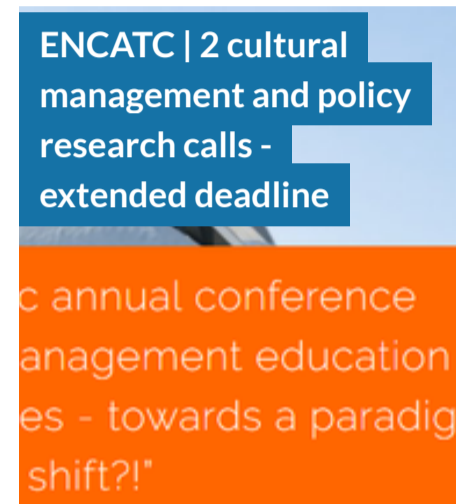 ENCATC | 2 cultural
management and policy
research calls -
extended deadline
c annual conference
anagement education
es - towards a paradig
shift?!"